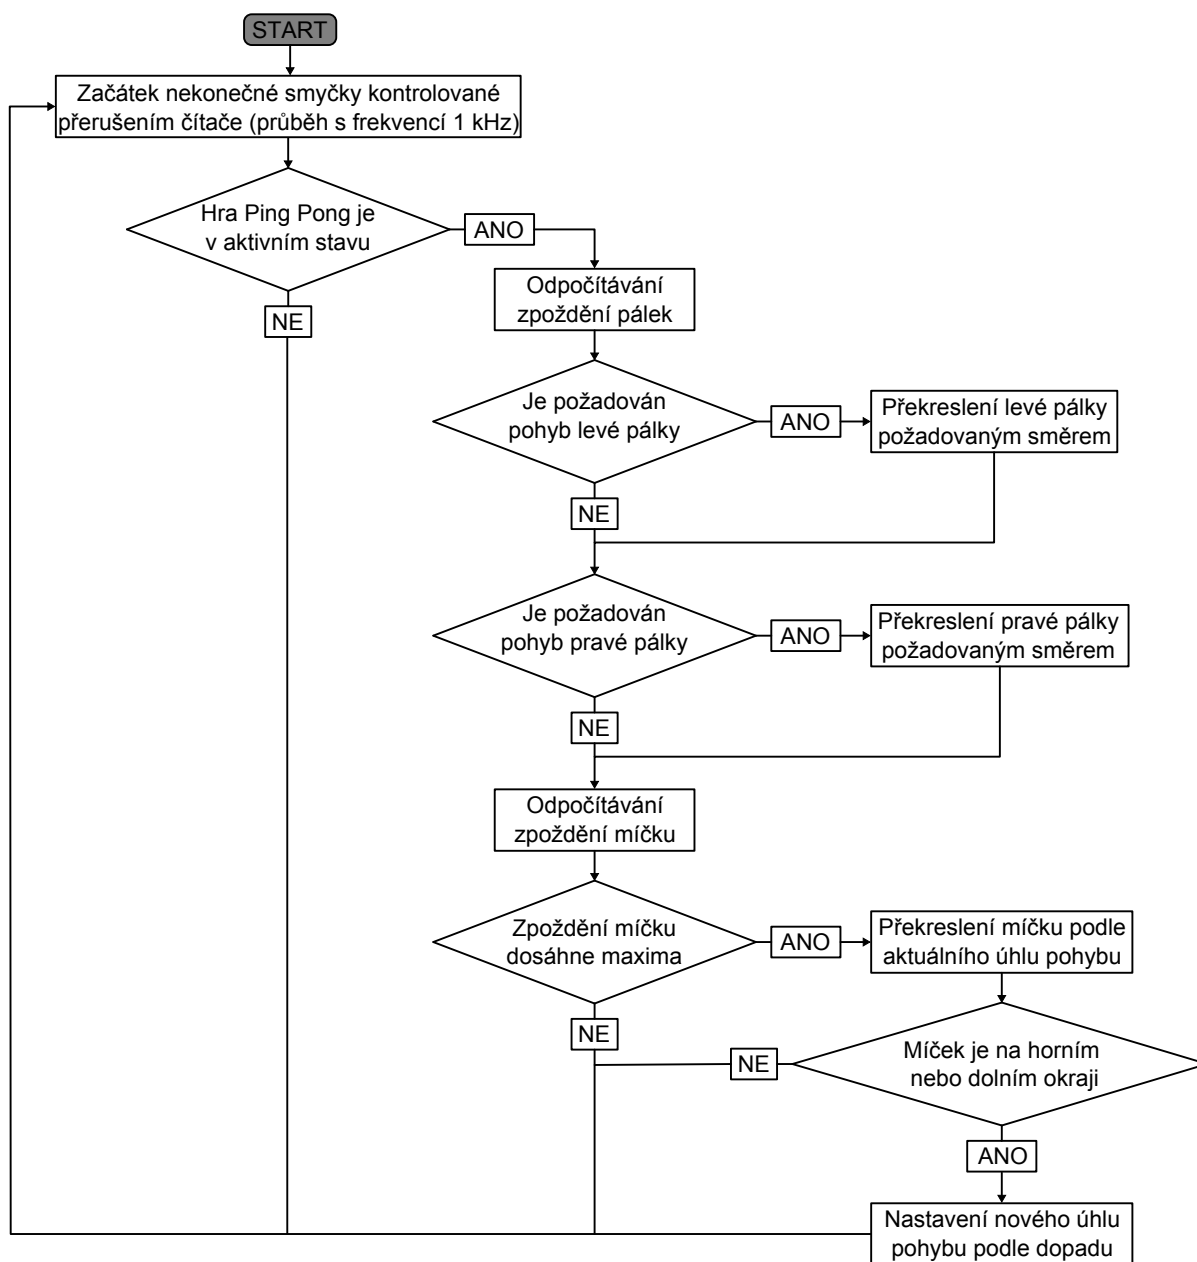 START
Začátek nekonečné smyčky kontrolované
přerušením čítače (průběh s frekvencí 1 kHz)
Hra Ping Pong je
v aktivním stavu
ANO
NE
Odpočítávání
zpoždění pálek
Je požadován
pohyb levé pálky
ANO
Překreslení levé pálky
požadovaným směrem
NE
Je požadován
pohyb pravé pálky
ANO
Překreslení pravé pálky
požadovaným směrem
NE
Odpočítávání
zpoždění míčku
Zpoždění míčku
dosáhne maxima
ANO
Překreslení míčku podle
aktuálního úhlu pohybu
NE
NE
Míček je na horním
nebo dolním okraji
ANO
Nastavení nového úhlu
pohybu podle dopadu